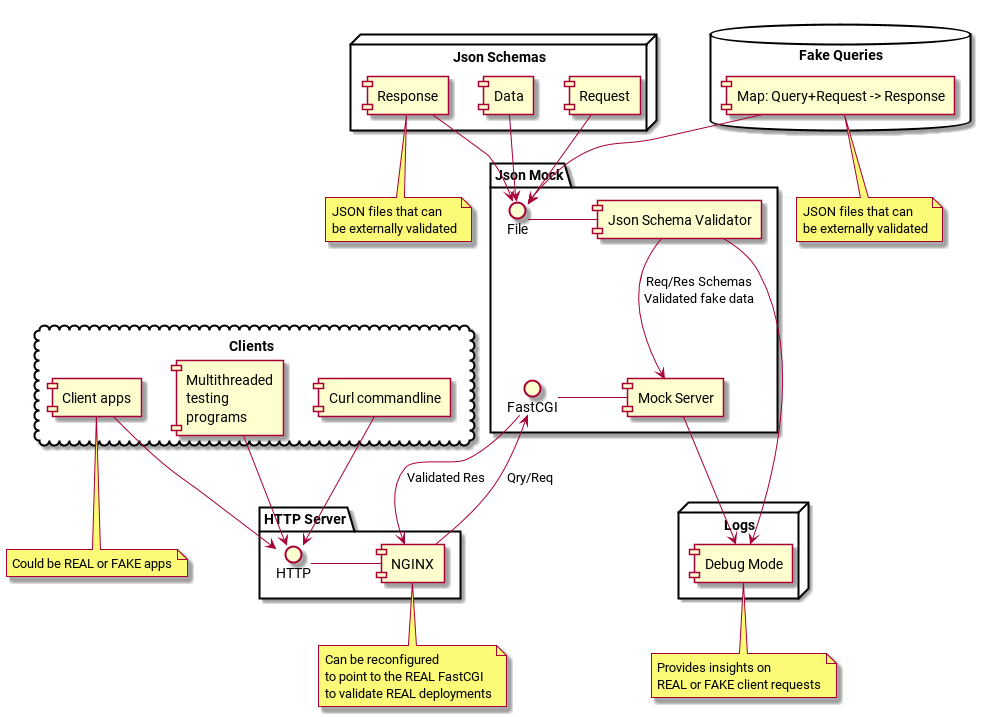 Json Schemas
Fake Queries
Response
Data
Request
Map: Query+Request -> Response
Json Mock
JSON files that can
be externally validated
File
Json Schema Validator
JSON files that can
be externally validated
Req/Res Schemas
Validated fake data
Clients
Client apps
Multithreaded
testing
programs
Curl commandline
FastCGI
Mock Server
Validated Res
Qry/Req
HTTP Server
Logs
Could be REAL or FAKE apps
HTTP
NGINX
Debug Mode
Can be reconfigured
to point to the REAL FastCGI
to validate REAL deployments
Provides insights on
REAL or FAKE client requests